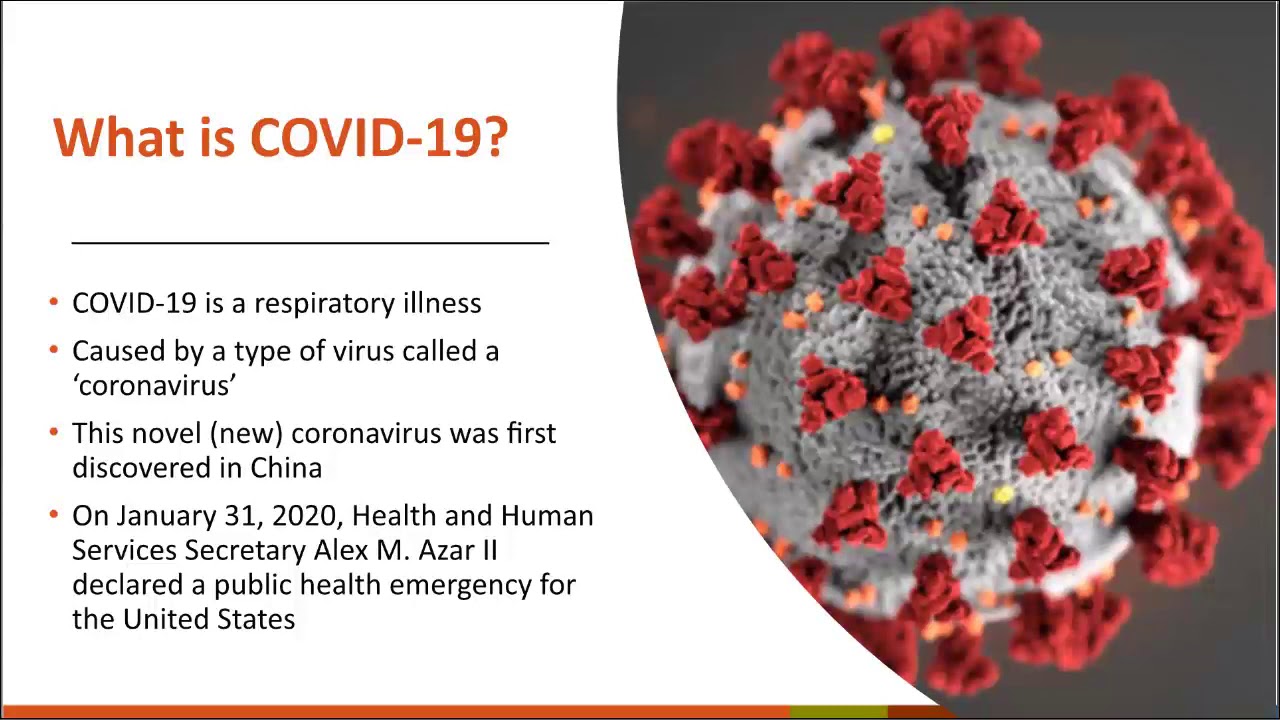 What is COVID-19?
• COVID-19 is a respiratory illness
• Caused by a type of virus called a
‘coronavirus’
• This novel (new) coronavirus was first
discovered in China
• On January 31, 2020, Health and Human
Services Secretary Alex M. Azar II
declared a public health emergency for
the United States